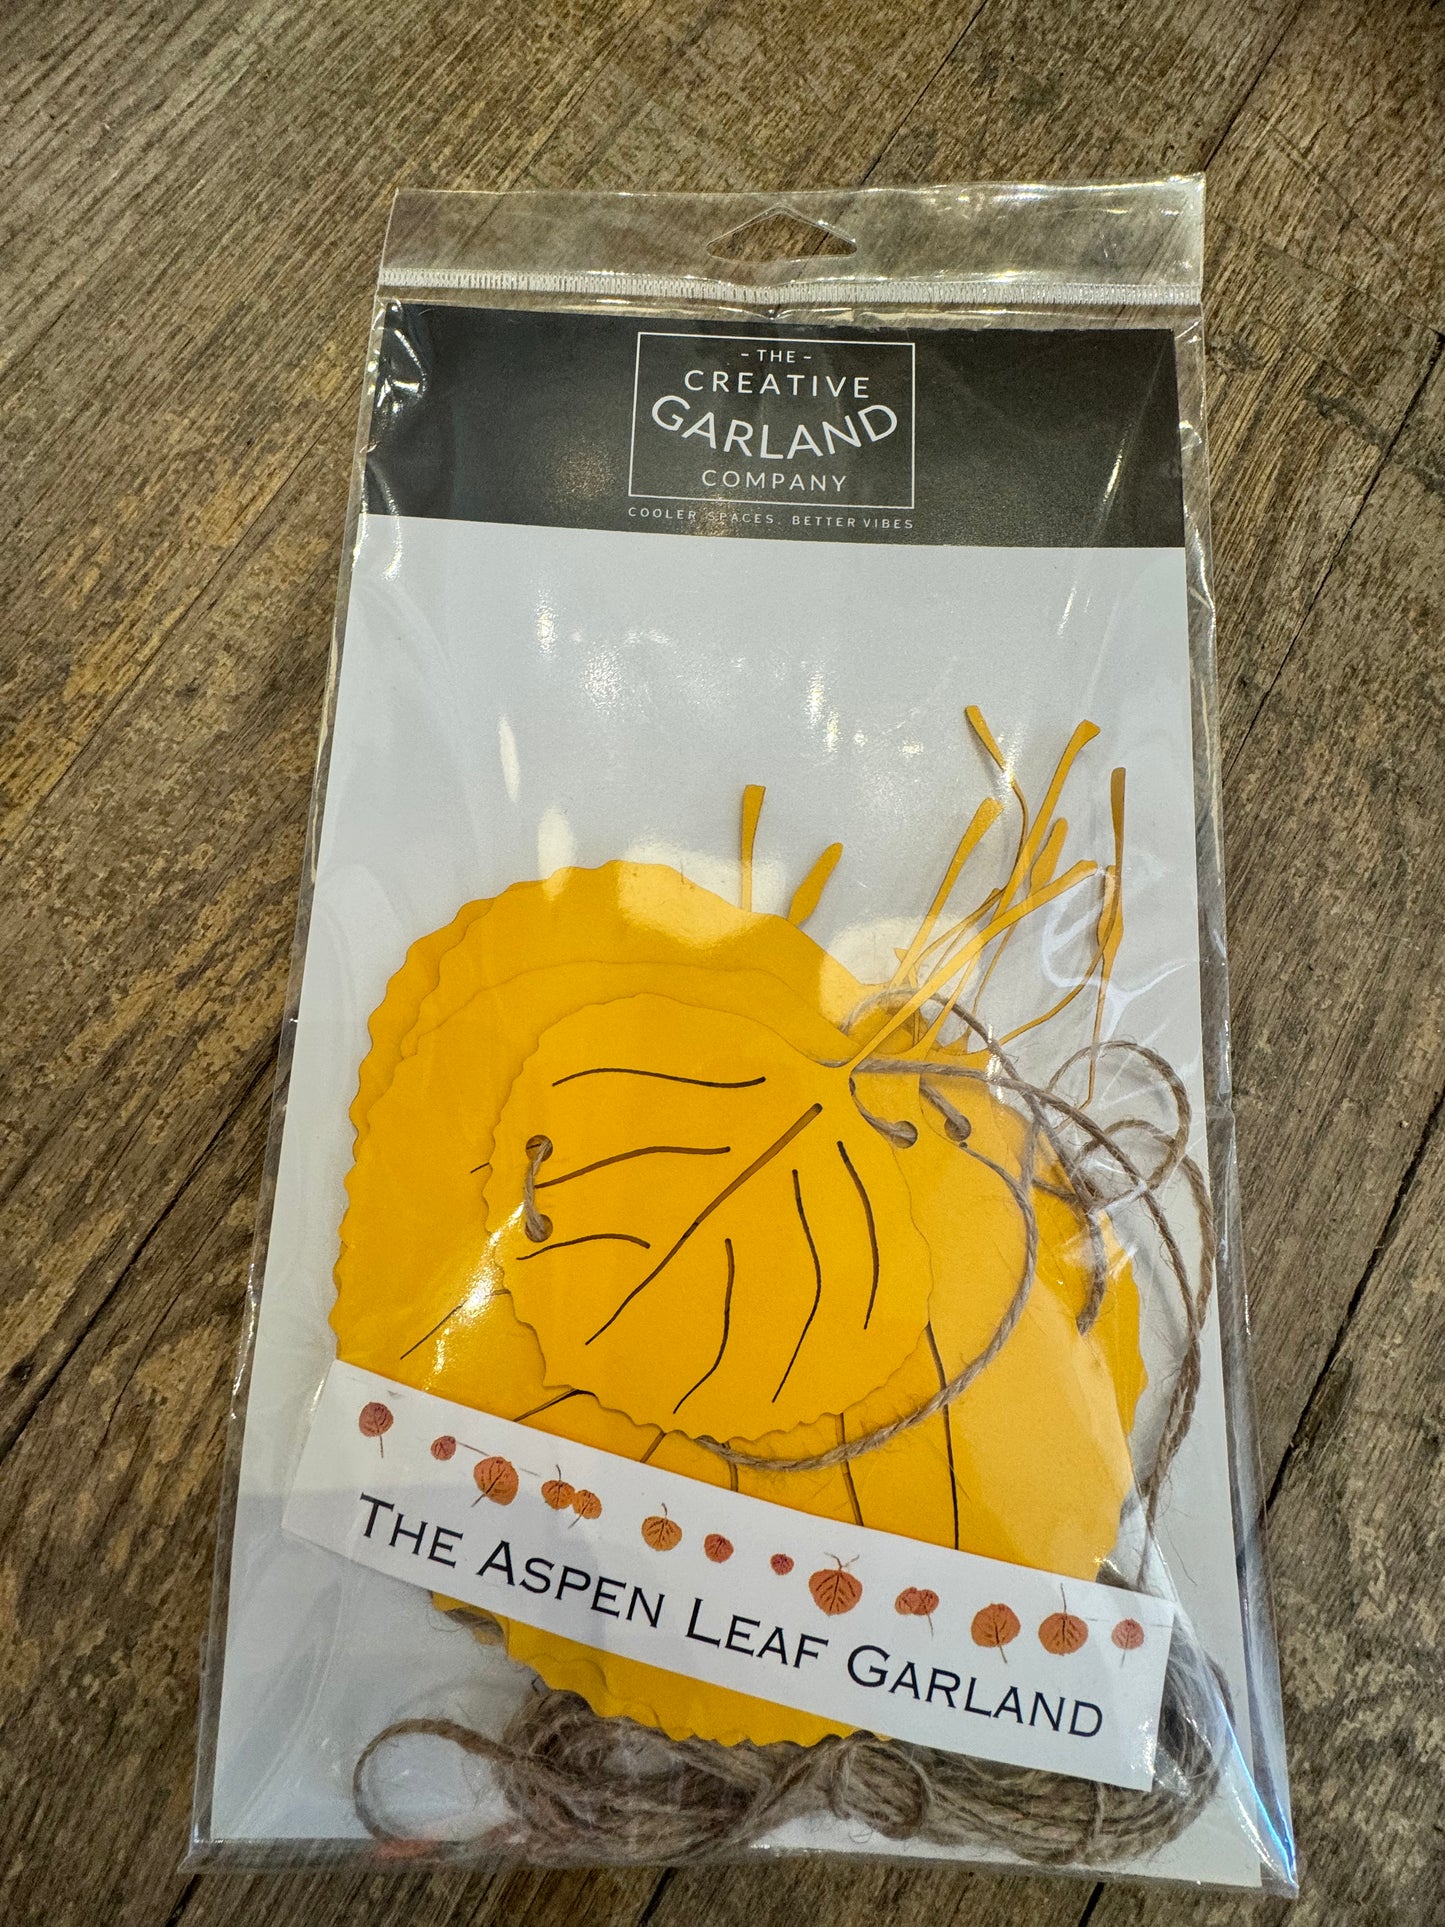 - THE -
CREATIVE
GARLAND
COMPANY
COOLER SPACES. BETTER VIBES
THE ASPEN LEAF GARLAND